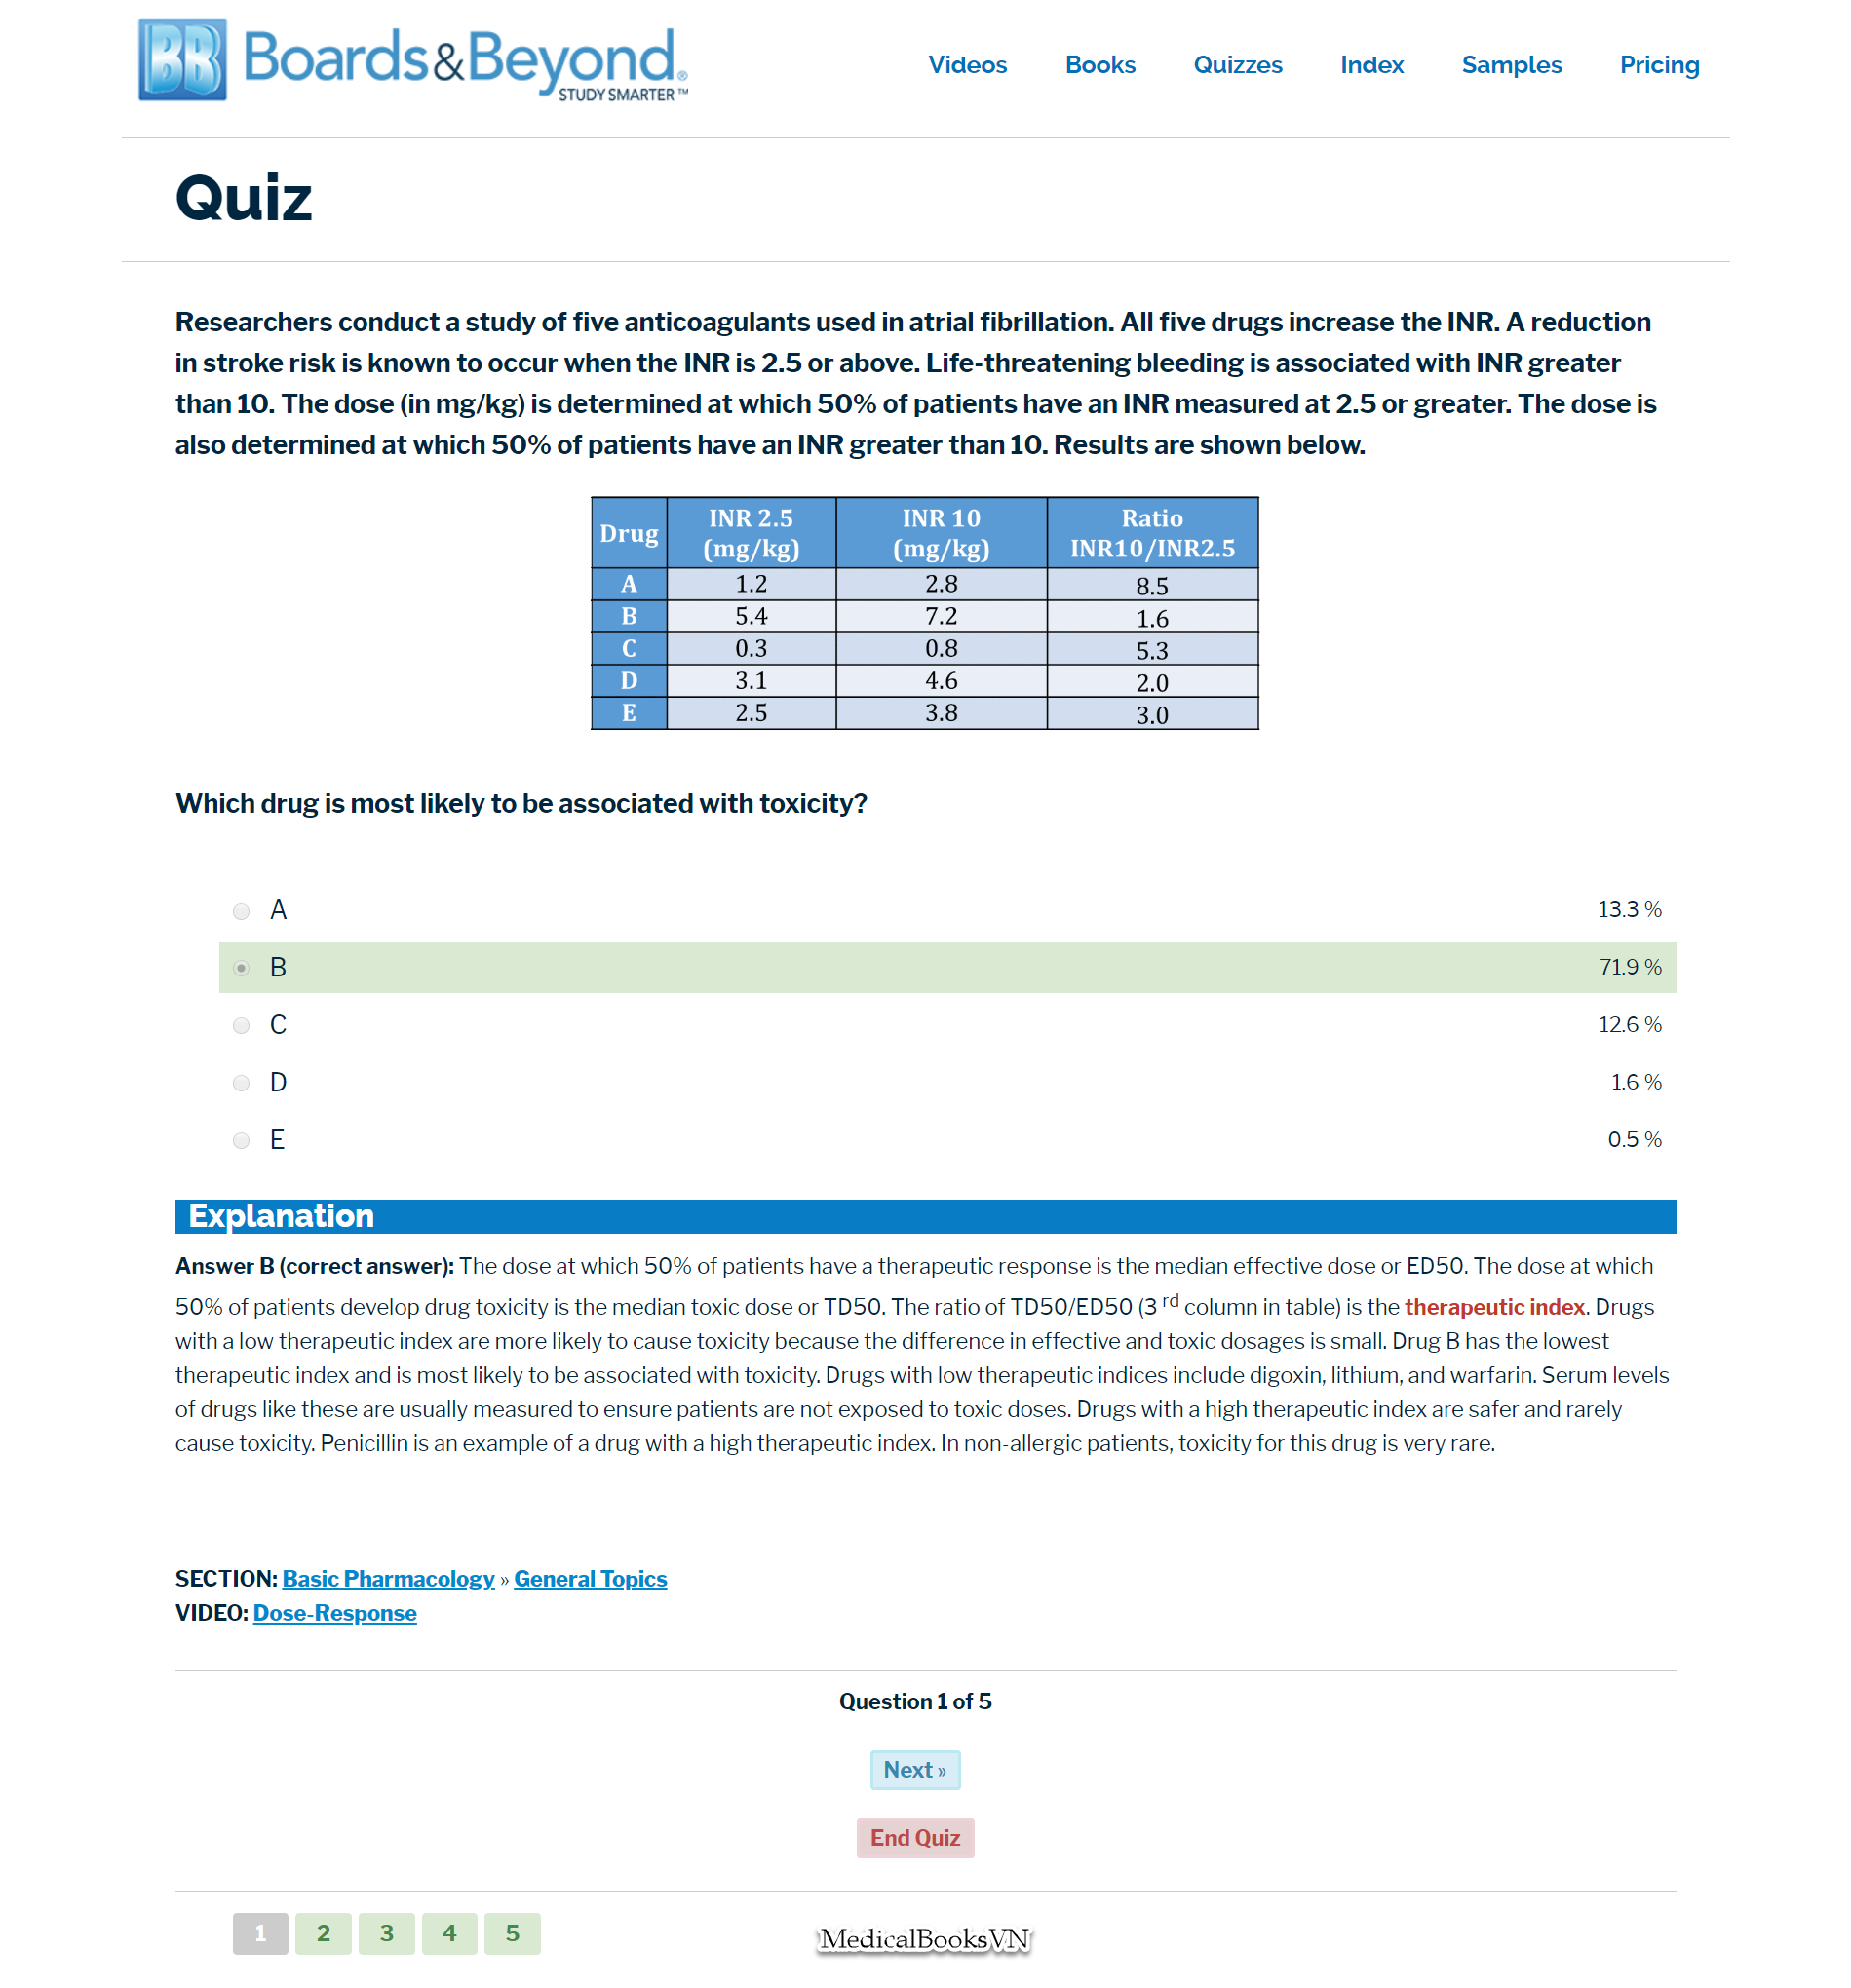 BB Boards&Beyond®
STUDY SMARTER™
Videos Books Quizzes Index Samples Pricing
Quiz
Researchers conduct a study of five anticoagulants used in atrial fibrillation. All five drugs increase the INR. A reduction
in stroke risk is known to occur when the INR is 2.5 or above. Life-threatening bleeding is associated with INR greater
than 10. The dose (in mg/kg) is determined at which 50% of patients have an INR measured at 2.5 or greater. The dose is
also determined at which 50% of patients have an INR greater than 10. Results are shown below.
Drug INR 2.5 (mg/kg) INR 10 (mg/kg) Ratio INR10/INR2.5
A 1.2 2.8 8.5
B 5.4 7.2 1.6
C 0.3 0.8 5.3
D 3.1 4.6 2.0
E 2.5 3.8 3.0
Which drug is most likely to be associated with toxicity?
A 13.3 %
B 71.9 %
C 12.6 %
D 1.6 %
E 0.5 %
Explanation
Answer B (correct answer): The dose at which 50% of patients have a therapeutic response is the median effective dose or ED50. The dose at which
50% of patients develop drug toxicity is the median toxic dose or TD50. The ratio of TD50/ED50 (3 rd column in table) is the therapeutic index. Drugs
with a low therapeutic index are more likely to cause toxicity because the difference in effective and toxic dosages is small. Drug B has the lowest
therapeutic index and is most likely to be associated with toxicity. Drugs with low therapeutic indices include digoxin, lithium, and warfarin. Serum levels
of drugs like these are usually measured to ensure patients are not exposed to toxic doses. Drugs with a high therapeutic index are safer and rarely
cause toxicity. Penicillin is an example of a drug with a high therapeutic index. In non-allergic patients, toxicity for this drug is very rare.
SECTION: Basic Pharmacology » General Topics
VIDEO: Dose-Response
Question 1 of 5
Next »
End Quiz
1 2 3 4 5
MedicalBooksVN